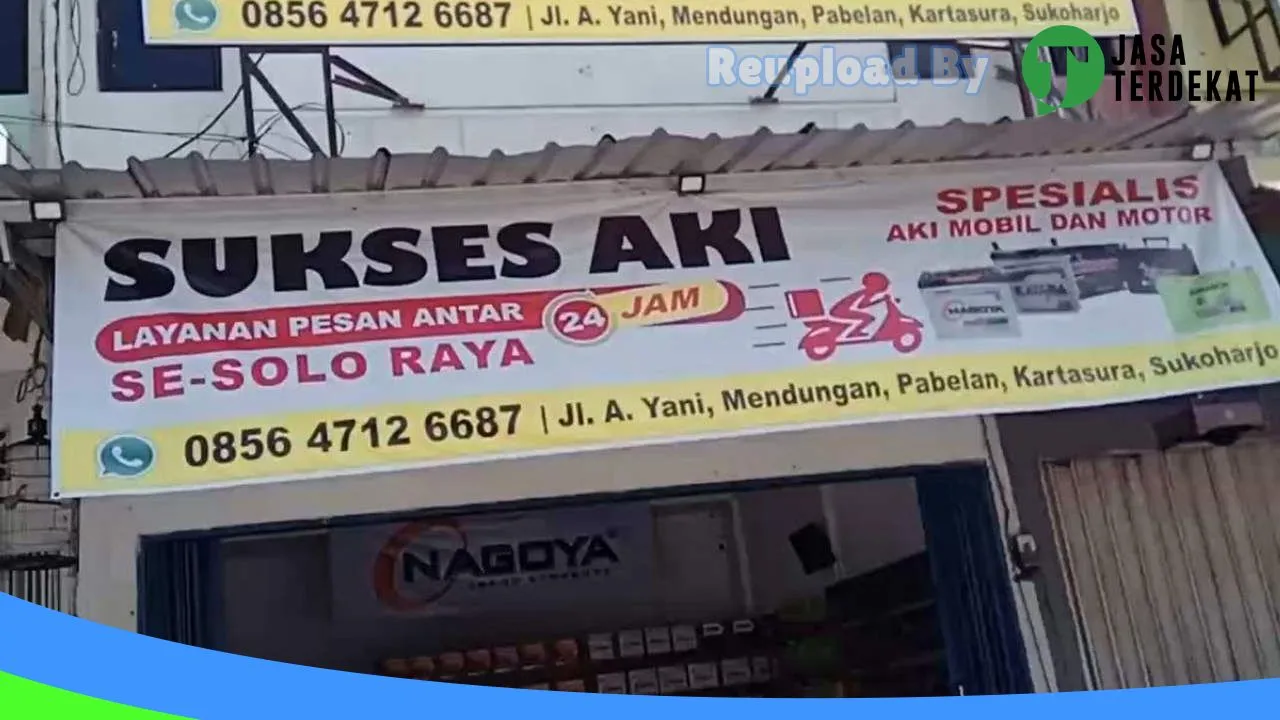 0856 4712 6687 | Jl. A. Yani, Mendungan, Pabelan, Kartasura, Sukoharjo
Reupload By
JASA
TERDEKAT
SUKSES AKI
SPESIALIS
AKI MOBIL DAN MOTOR
LAYANAN PESAN ANTAR 24 JAM
SE-SOLO RAYA
NAGOYA
0856 4712 6687 | Jl. A. Yani, Mendungan, Pabelan, Kartasura, Sukoharjo
NAGOYA